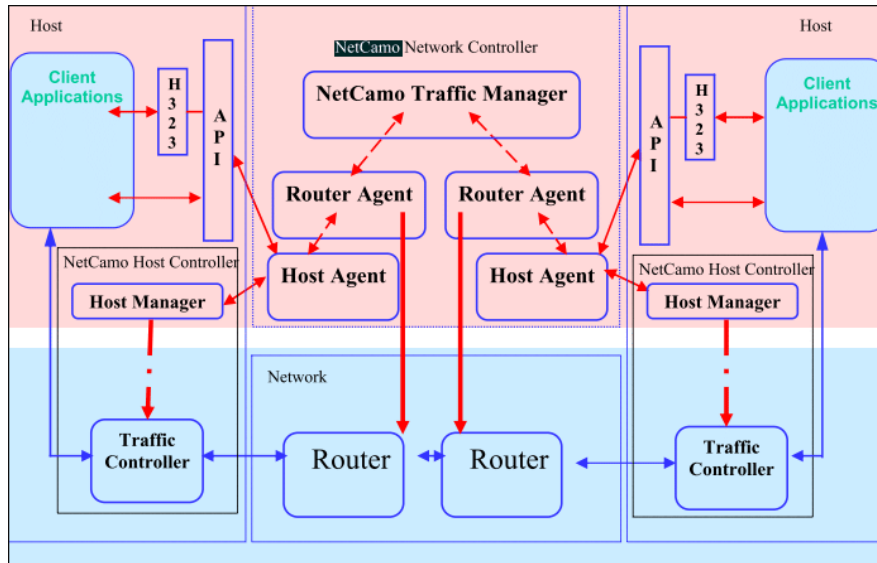 Host
NetCamo Network Controller
Host
Client
Applications
H
3
2
3
A
P
I
NetCamo Traffic Manager
Router Agent
Router Agent
Host Agent
Host Agent
A
P
I
H
3
2
3
Client
Applications
NetCamo Host Controller
Host Manager
NetCamo Host Controller
Host Manager
Network
Traffic
Controller
Router
Router
Traffic
Controller